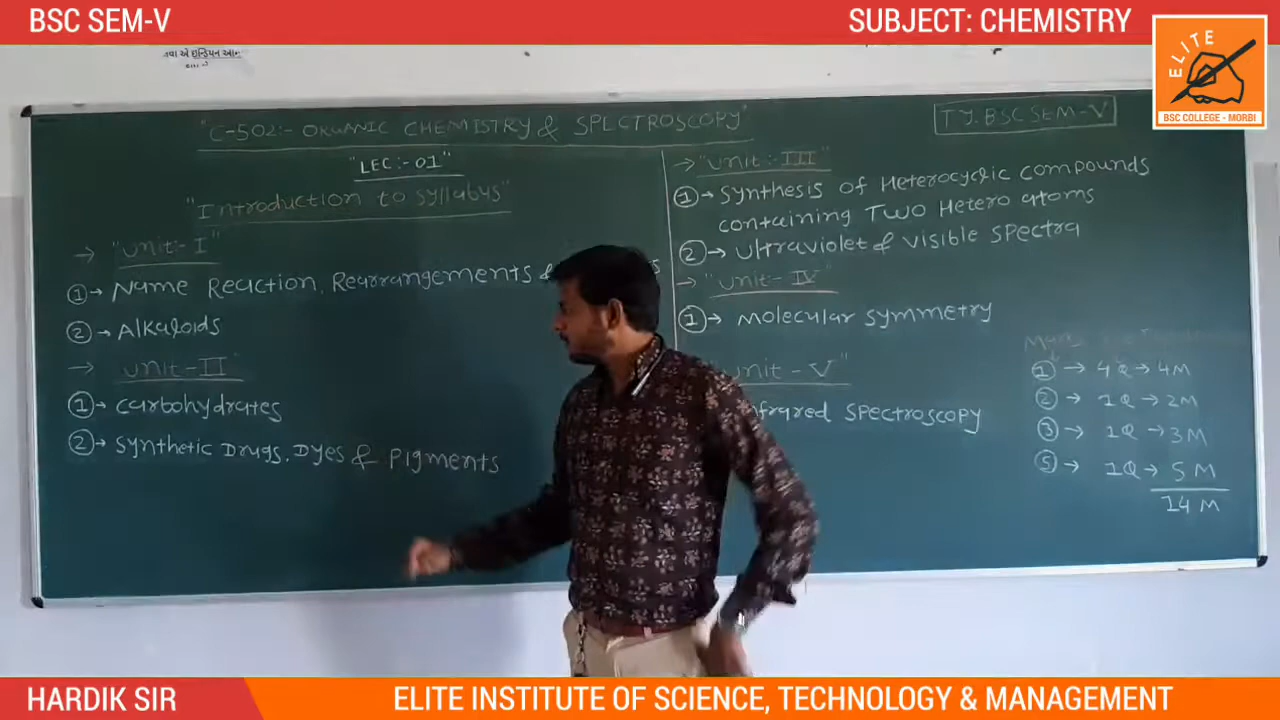 BSC SEM-V
SUBJECT: CHEMISTRY
ELITE
BSC COLLEGE - MORBI
"C-502:- ORGANIC CHEMISTRY & SPECTROSCOPY"
T.Y. BSC SEM-V
"LEC:-01"
"Introduction to syllabus"
→ "Unit:-I"
① → Name Reaction, Rearrangements &
② → Alkaloids
→ Unit-II
① → Carbohydrates
② → Synthetic Drugs, Dyes & Pigments
→ "Unit:-III"
① → Synthesis of Heterocyclic compounds
containing Two Hetero atoms
② → Ultraviolet & Visible Spectra
→ "Unit-IV"
① → Molecular Symmetry
Unit-V"
Infrared Spectroscopy
① → 4Q → 4M
② → 1Q → 2M
③ → 1Q → 3M
⑤ → 1Q → 5M
14 M
HARDIK SIR
ELITE INSTITUTE OF SCIENCE, TECHNOLOGY & MANAGEMENT